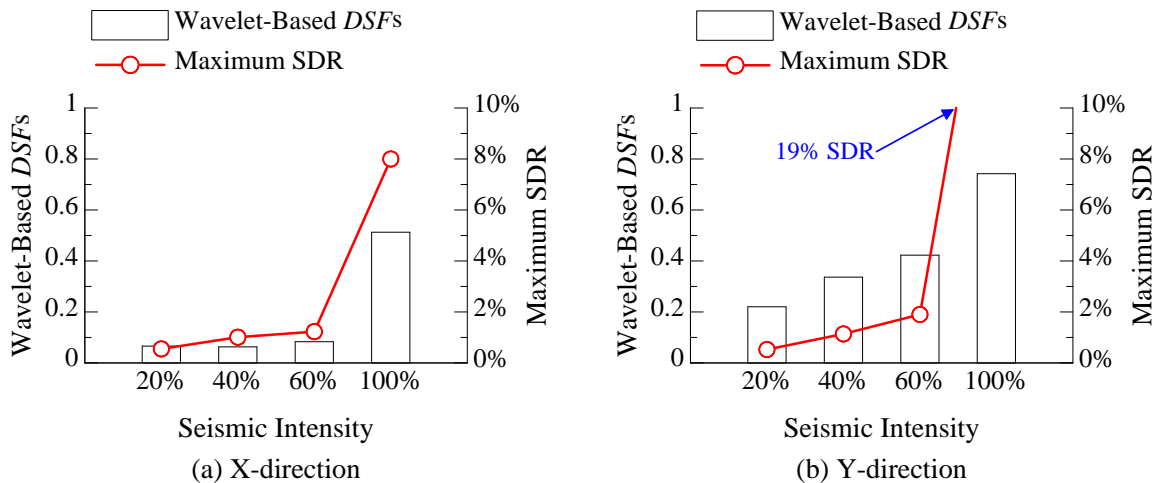 Wavelet-Based DSFs
Maximum SDR
Wavelet-Based DSFs
1
0.8
0.6
0.4
0.2
0
10%
8%
6%
4%
2%
0%
Maximum SDR
20% 40% 60% 100%
Seismic Intensity
(a) X-direction
Wavelet-Based DSFs
Maximum SDR
Wavelet-Based DSFs
1
0.8
0.6
0.4
0.2
0
19% SDR
10%
8%
6%
4%
2%
0%
Maximum SDR
20% 40% 60% 100%
Seismic Intensity
(b) Y-direction